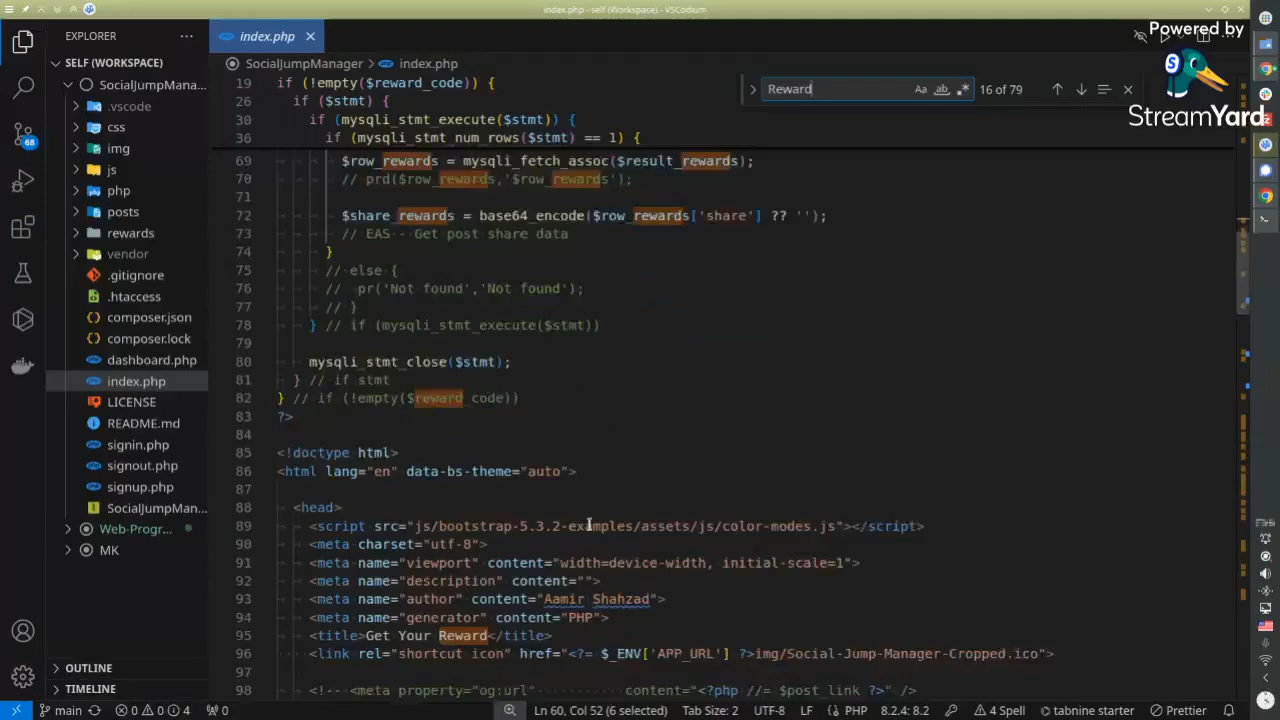 index.php - self (Workspace) - VSCodium
Powered by
StreamYard
EXPLORER
SELF (WORKSPACE)
SocialJumpMana...
.vscode
css
img
js
php
posts
rewards
vendor
.gitignore
.htaccess
composer.json
composer.lock
dashboard.php
index.php
LICENSE
README.md
signin.php
signout.php
signup.php
SocialJumpMan...
Web-Progr...
MK
OUTLINE
TIMELINE
68
index.php
SocialJumpManager > index.php
Reward
Aa ab .*
16 of 79
19 if (!empty($reward_code)) {
26 if ($stmt) {
30 if (mysqli_stmt_execute($stmt)) {
36 if (mysqli_stmt_num_rows($stmt) == 1) {
69 $row_rewards = mysqli_fetch_assoc($result_rewards);
70 // prd($row_rewards,'$row_rewards');
71
72 $share_rewards = base64_encode($row_rewards['share'] ?? '');
73 // EAS - Get post share data
74 }
75 // else {
76 // pr('Not found','Not found');
77 // }
78 } // if (mysqli_stmt_execute($stmt))
79
80 mysqli_stmt_close($stmt);
81 } // if stmt
82 } // if (!empty($reward_code))
83 ?>
84
85 <!doctype html>
86 <html lang="en" data-bs-theme="auto">
87
88 <head>
89 <script src="js/bootstrap-5.3.2-examples/assets/js/color-modes.js"></script>
90 <meta charset="utf-8">
91 <meta name="viewport" content="width=device-width, initial-scale=1">
92 <meta name="description" content="">
93 <meta name="author" content="Aamir Shahzad">
94 <meta name="generator" content="PHP">
95 <title>Get Your Reward</title>
96 <link rel="shortcut icon" href="<?= $_ENV['APP_URL'] ?>img/Social-Jump-Manager-Cropped.ico">
97
98 <!-- <meta property="og:url" content="<?php //= $post_link ?>" />
main 0 0 4 0 Ln 60, Col 52 (6 selected) Tab Size: 2 UTF-8 LF PHP 8.2.4: 8.2 4 Spell tabnine starter Prettier